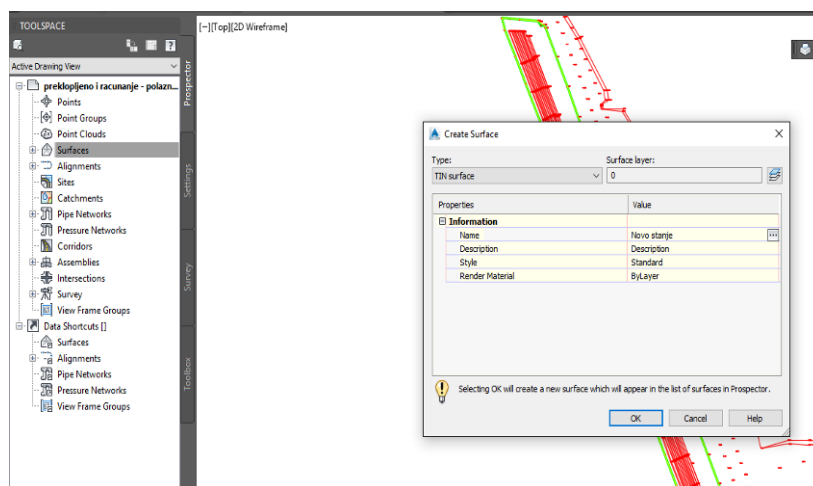 TOOLSPACE
Active Drawing View
preklopljeno i racunanje - polazn...
Points
Point Groups
Point Clouds
Surfaces
Alignments
Sites
Catchments
Pipe Networks
Pressure Networks
Corridors
Assemblies
Intersections
Survey
View Frame Groups
Data Shortcuts []
Surfaces
Alignments
Pipe Networks
Pressure Networks
View Frame Groups
Prospector
Settings
Survey
Toolbox
[−][Top][2D Wireframe]
Create Surface
Type:
Surface layer:
TIN surface
0
Properties Value
Information
Name Novo stanje
Description Description
Style Standard
Render Material ByLayer
Selecting OK will create a new surface which will appear in the list of surfaces in Prospector.
OK Cancel Help